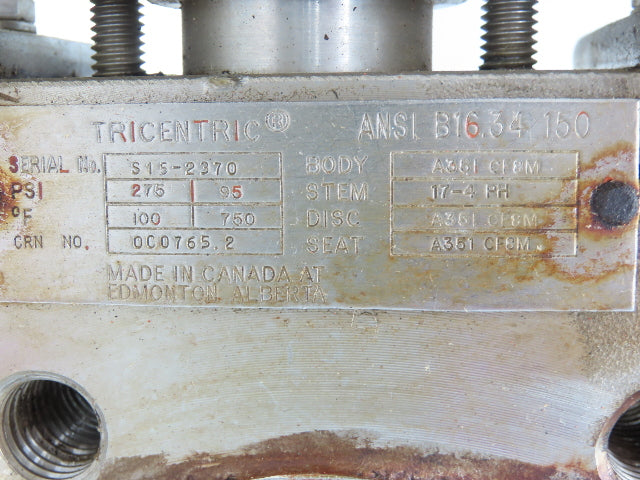 TRICENTRIC® ANSI B16.34 150
SERIAL No. S15-2370 BODY A351 CF8M
PSI 275 95 STEM 17-4 PH
°F 100 750 DISC A351 CF8M
CRN NO. 0C0765.2 SEAT A351 CF8M
MADE IN CANADA AT
EDMONTON, ALBERTA